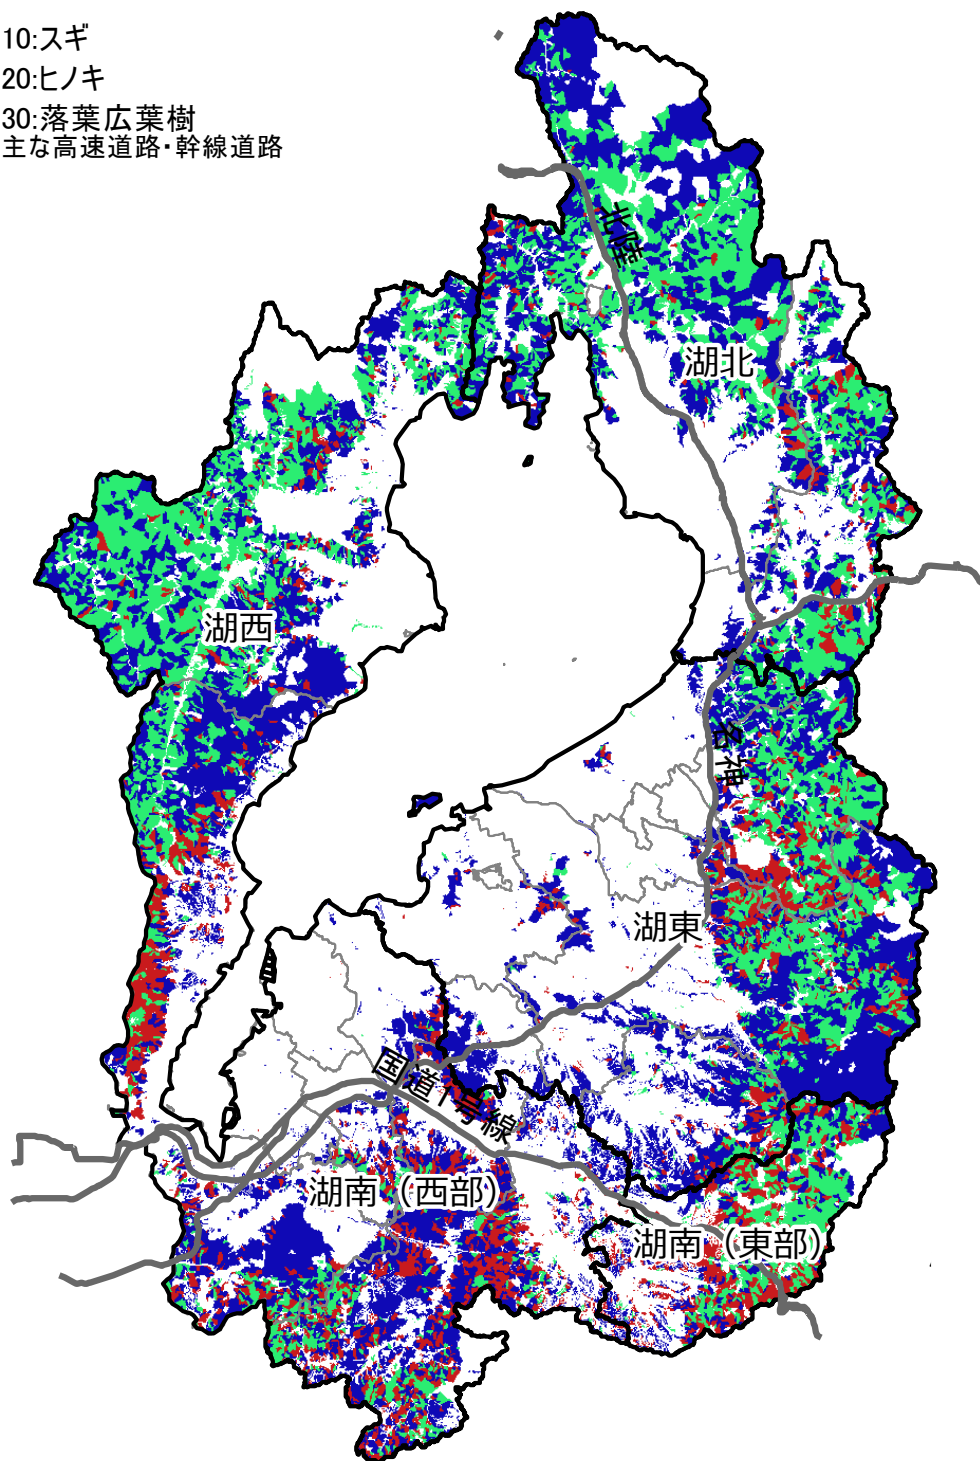 10:スギ
20:ヒノキ
30:落葉広葉樹
主な高速道路・幹線道路
北陸
湖北
湖西
名神
湖東
国道1号線
湖南（西部）
湖南（東部）